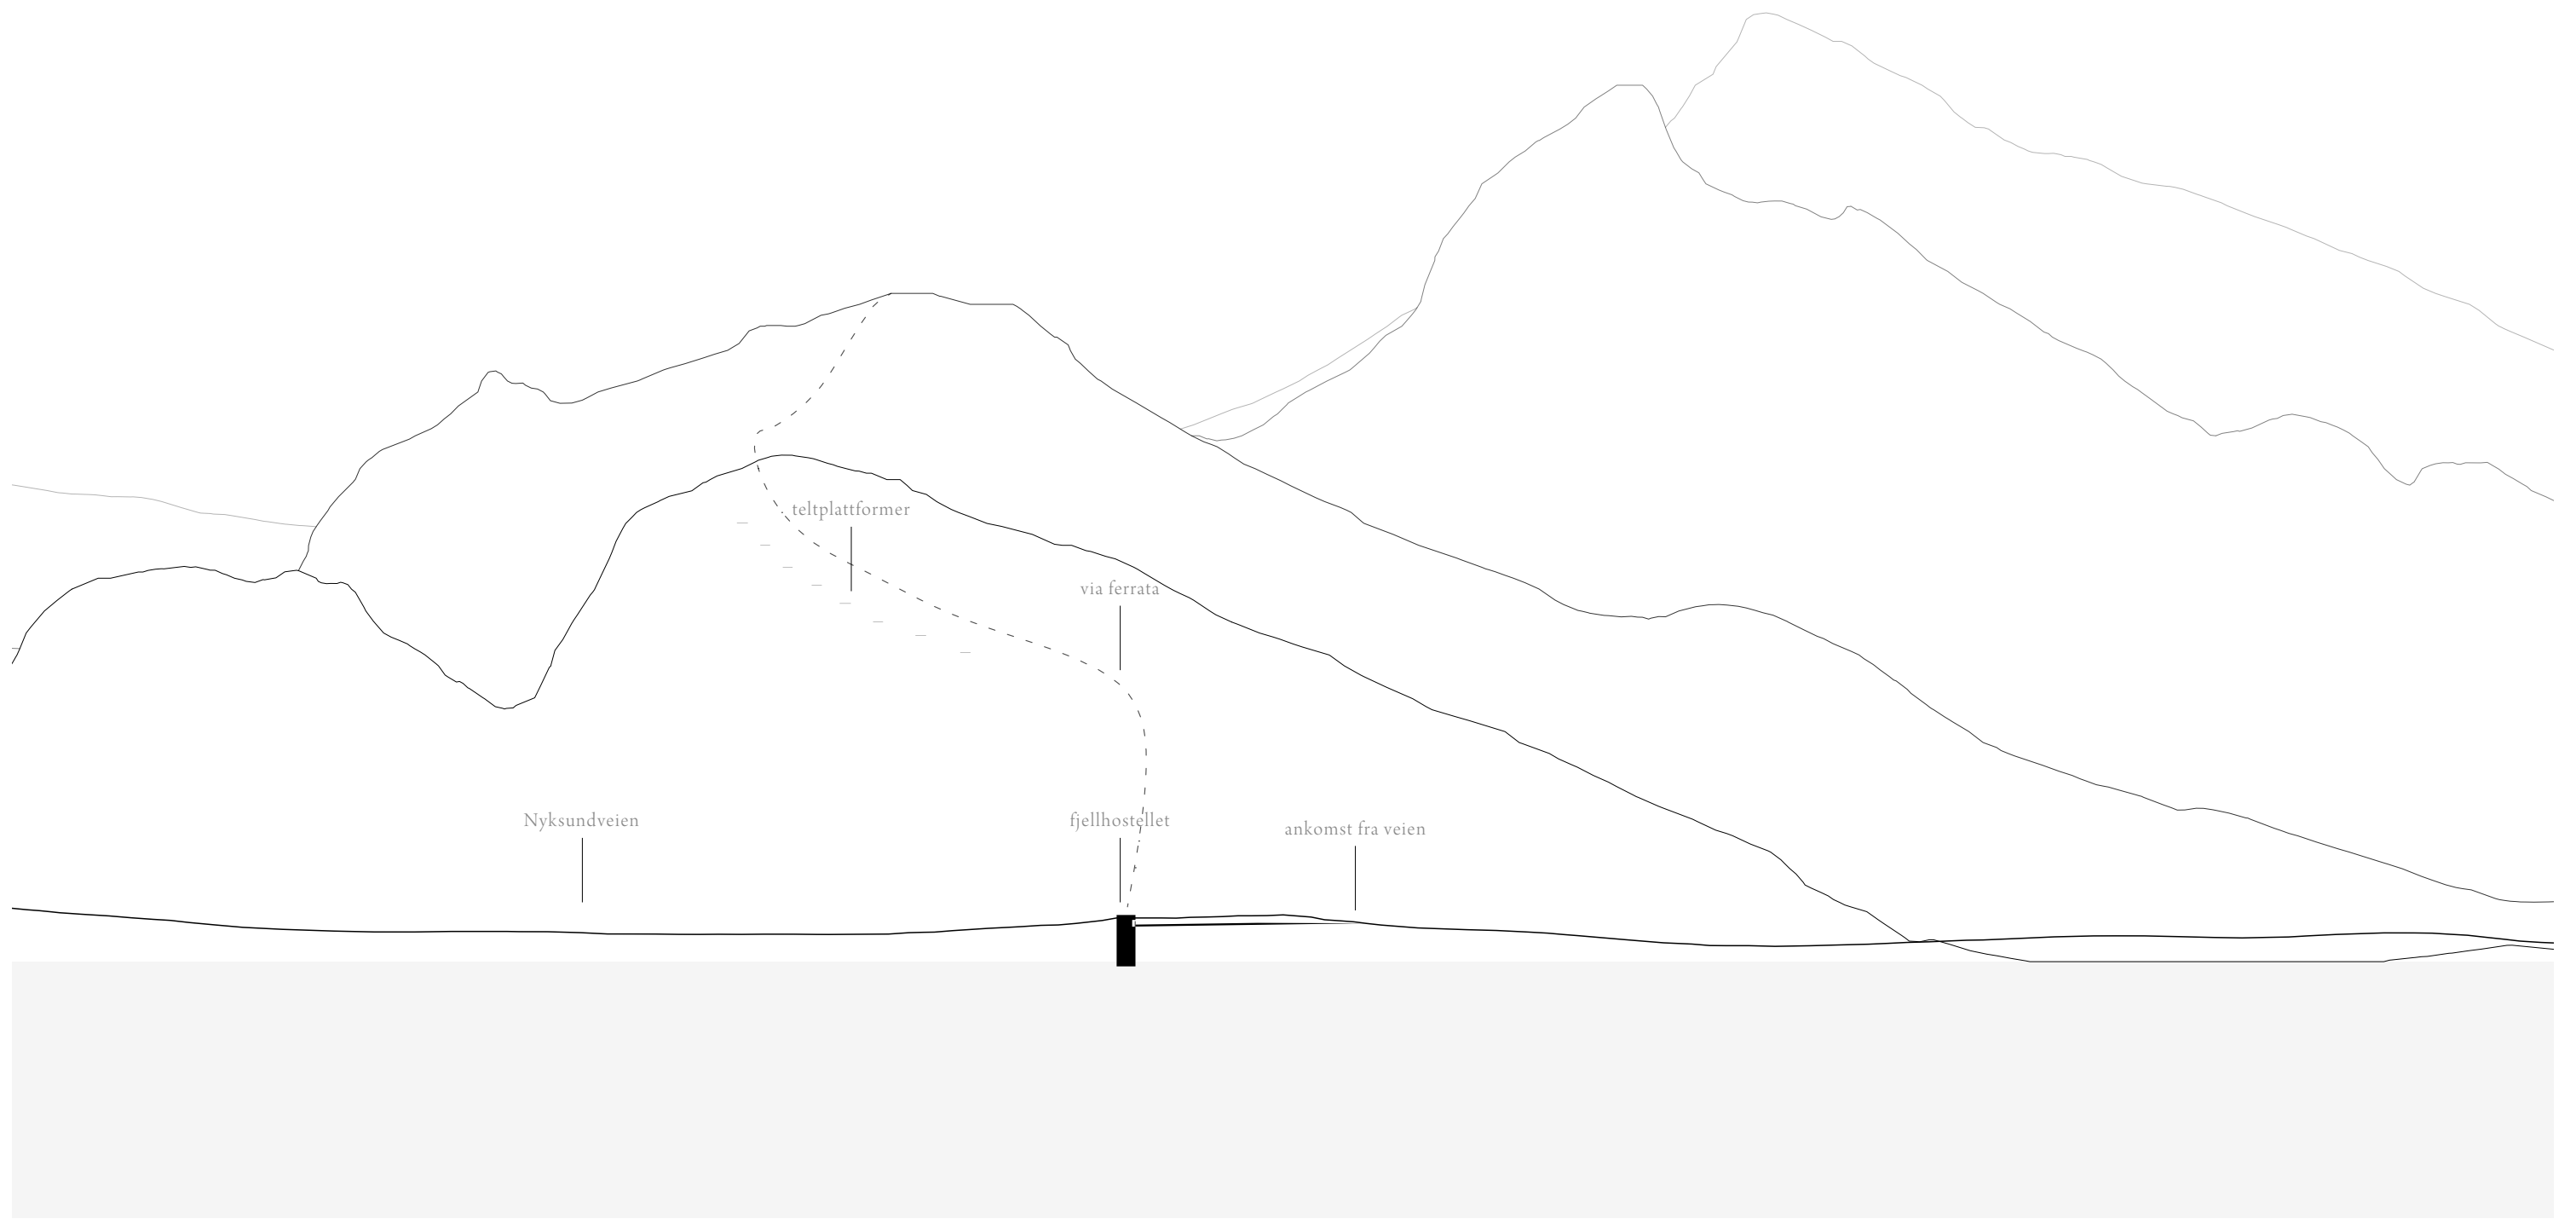 teltplattformer
via ferrata
Nyksundveien
fjellhostellet
ankomst fra veien